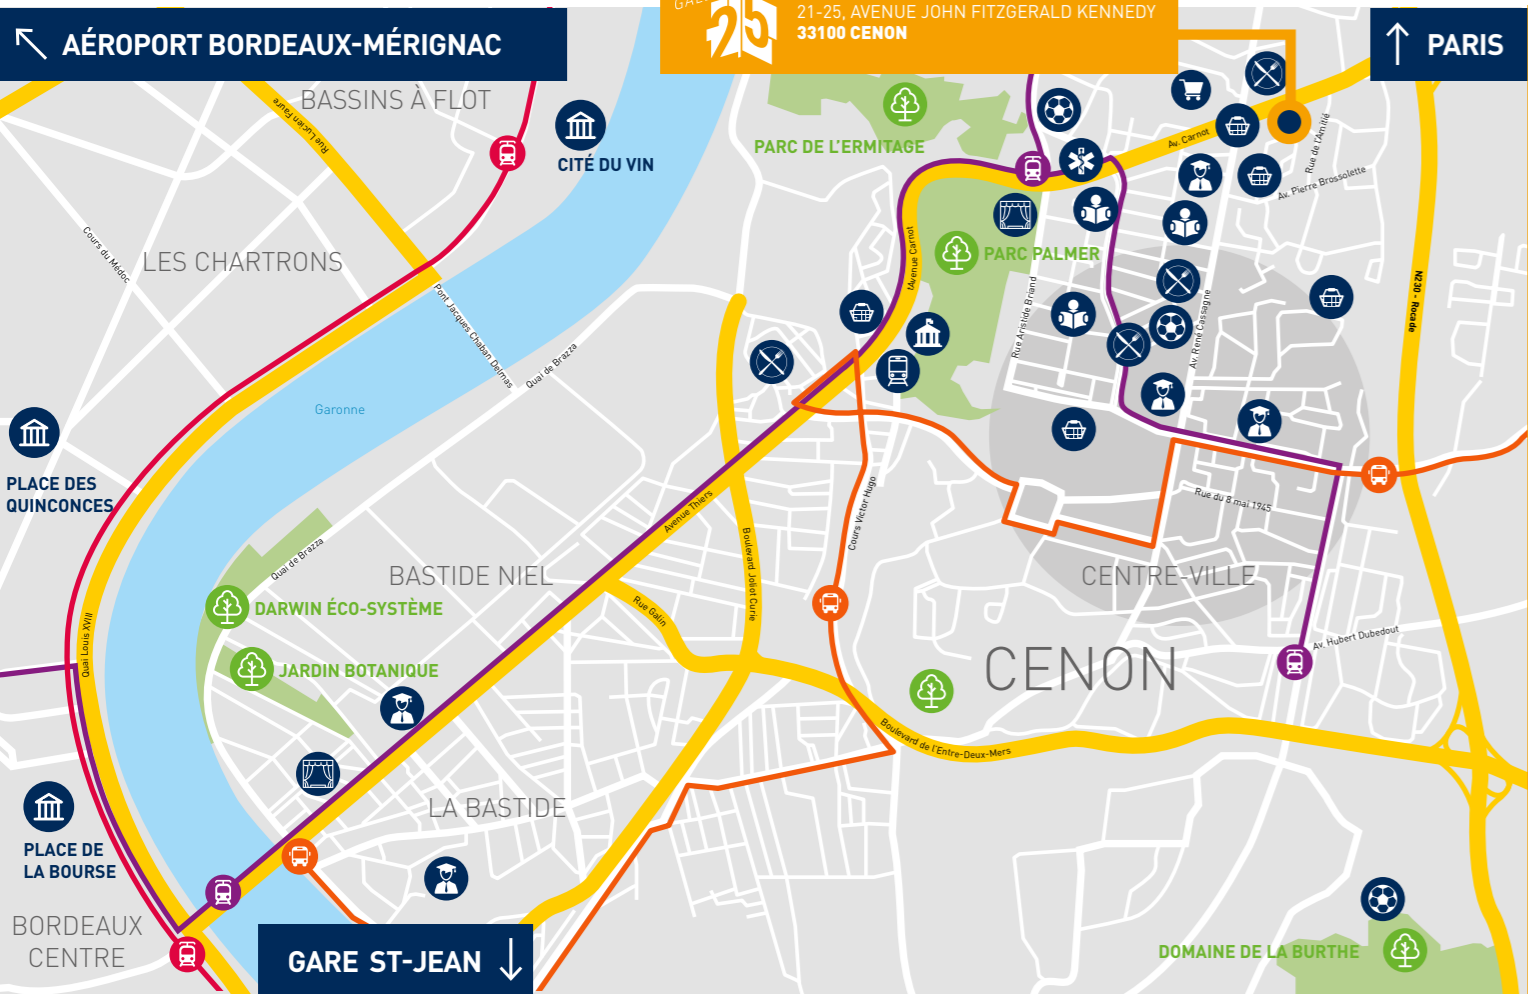 AÉROPORT BORDEAUX-MÉRIGNAC
25
21-25, AVENUE JOHN FITZGERALD KENNEDY
33100 CENON
PARIS
BASSINS À FLOT
Rue Lucien Faure
CITÉ DU VIN
PARC DE L'ERMITAGE
Av. Carnot
Rue de l'Amitié
Av. Pierre Brossolette
Cours du Médoc
LES CHARTRONS
l'Avenue Carnot
PARC PALMER
Pont Jacques Chaban Delmas
Quai de Brazza
Rue Aristide Briand
Av. René Cassagne
N230 - Rocade
Garonne
PLACE DES
QUINCONCES
Avenue Thiers
Cours Victor Hugo
Rue du 8 mai 1945
Quai de Brazza
BASTIDE NIEL
Boulevard Joliot Curie
CENTRE-VILLE
DARWIN ÉCO-SYSTÈME
Rue Galin
Quai Louis XVIII
Av. Hubert Dubedout
JARDIN BOTANIQUE
CENON
Boulevard de l'Entre-Deux-Mers
LA BASTIDE
PLACE DE
LA BOURSE
BORDEAUX
CENTRE
GARE ST-JEAN
DOMAINE DE LA BURTHE